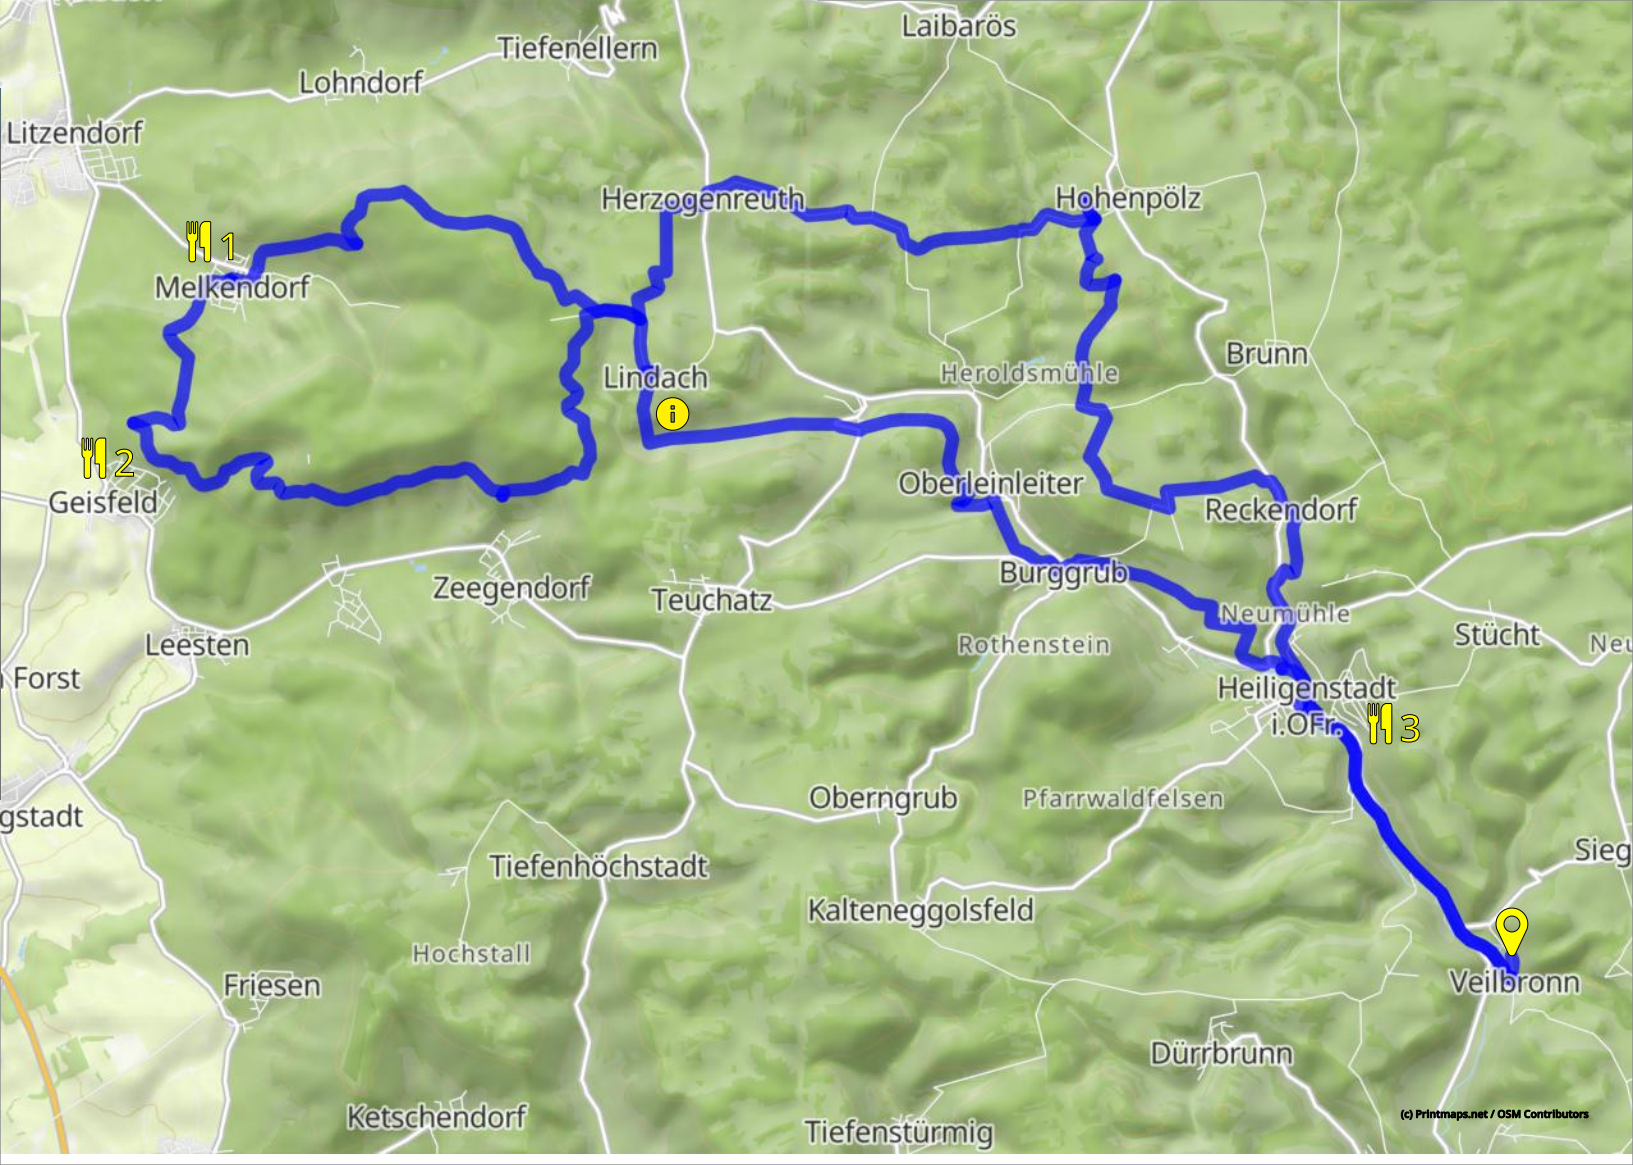 Laibarös
Tiefenellern
Lohndorf
Litzendorf
Herzogenreuth
Hohenpölz
1
Melkendorf
Brunn
Lindach
Heroldsmühle
i
2
Oberleinleiter
Geisfeld
Reckendorf
Burggrub
Zeegendorf
Teuchatz
Neumühle
Stücht
Leesten
Rothenstein
Neu
Forst
Heiligenstadt
i.OFr.
3
Oberngrub
Pfarrwaldfelsen
gstadt
Sieg
Tiefenhöchstadt
Kalteneggolsfeld
Hochstall
Veilbronn
Friesen
Dürrbrunn
(c) Printmaps.net / OSM Contributors
Ketschendorf
Tiefenstürmig